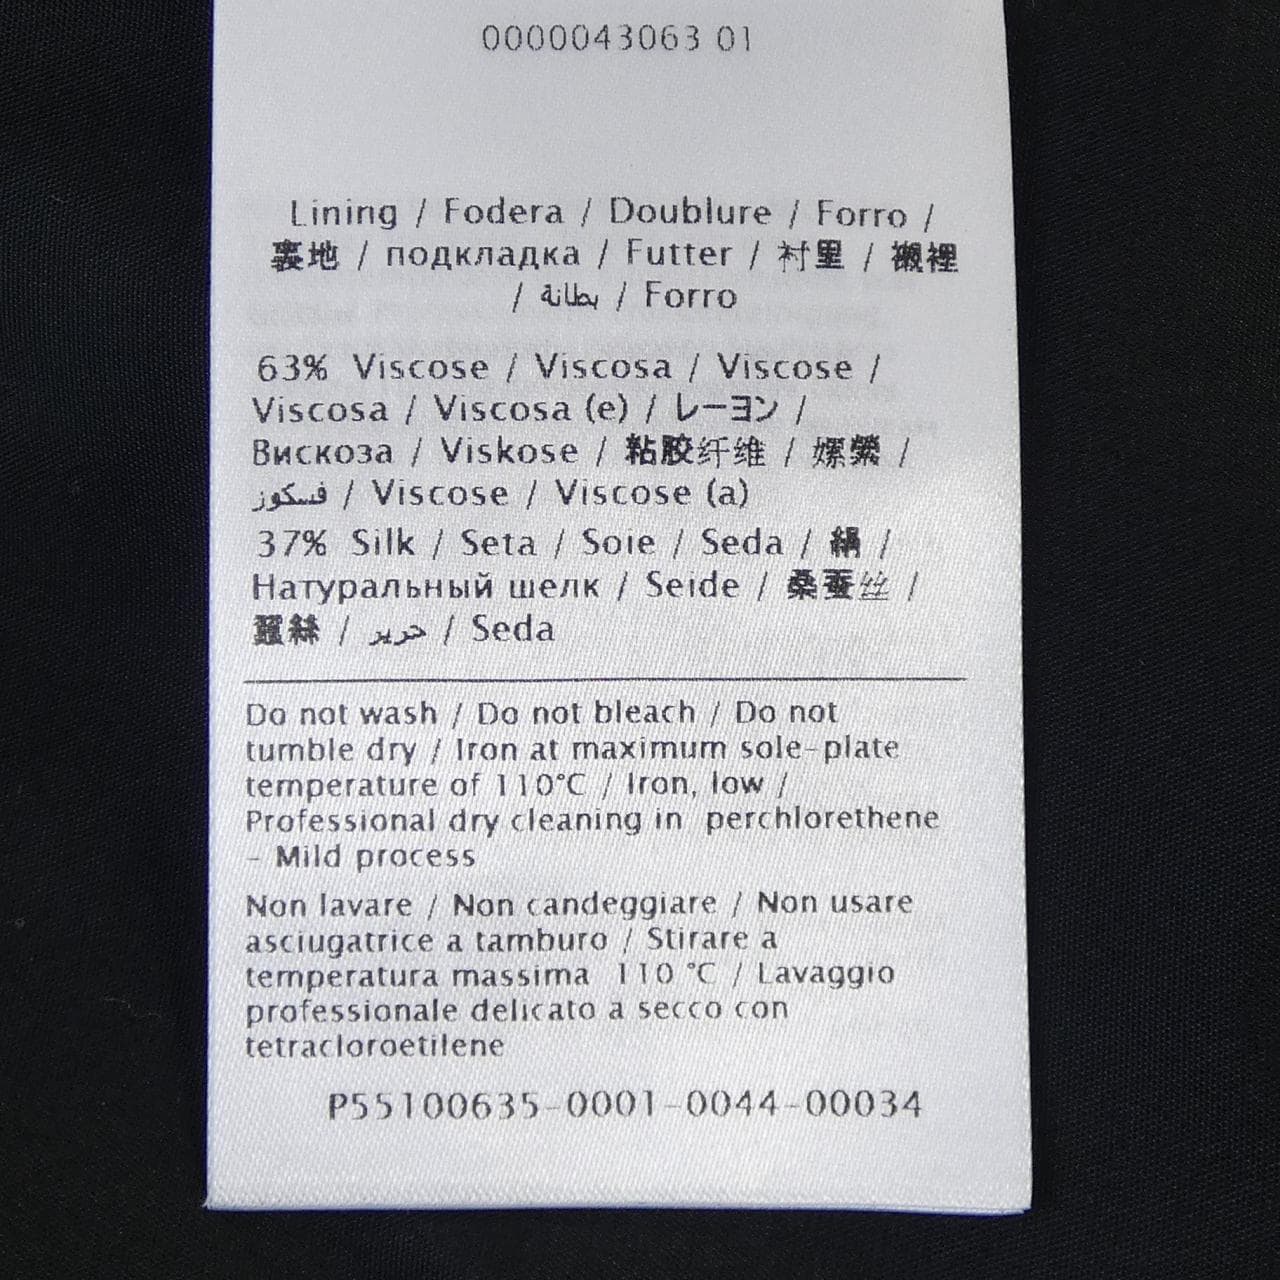 0000043063 01
Lining / Fodera / Doublure / Forro /
裏地 / подкладка / Futter / 衬里 / 襯裡
/ بطانة / Forro
63% Viscose / Viscosa / Viscose /
Viscosa / Viscosa (e) / レーヨン /
Вискоза / Viskose / 粘胶纤维 / 嫘縈 /
فسكوز / Viscose / Viscose (a)
37% Silk / Seta / Soie / Seda / 絹 /
Натуральный шелк / Seide / 桑蚕丝 /
蠶絲 / حرير / Seda
Do not wash / Do not bleach / Do not
tumble dry / Iron at maximum sole-plate
temperature of 110°C / Iron, low /
Professional dry cleaning in perchlorethene
- Mild process
Non lavare / Non candeggiare / Non usare
asciugatrice a tamburo / Stirare a
temperatura massima 110 °C / Lavaggio
professionale delicato a secco con
tetracloroetilene
P55100635-0001-0044-00034